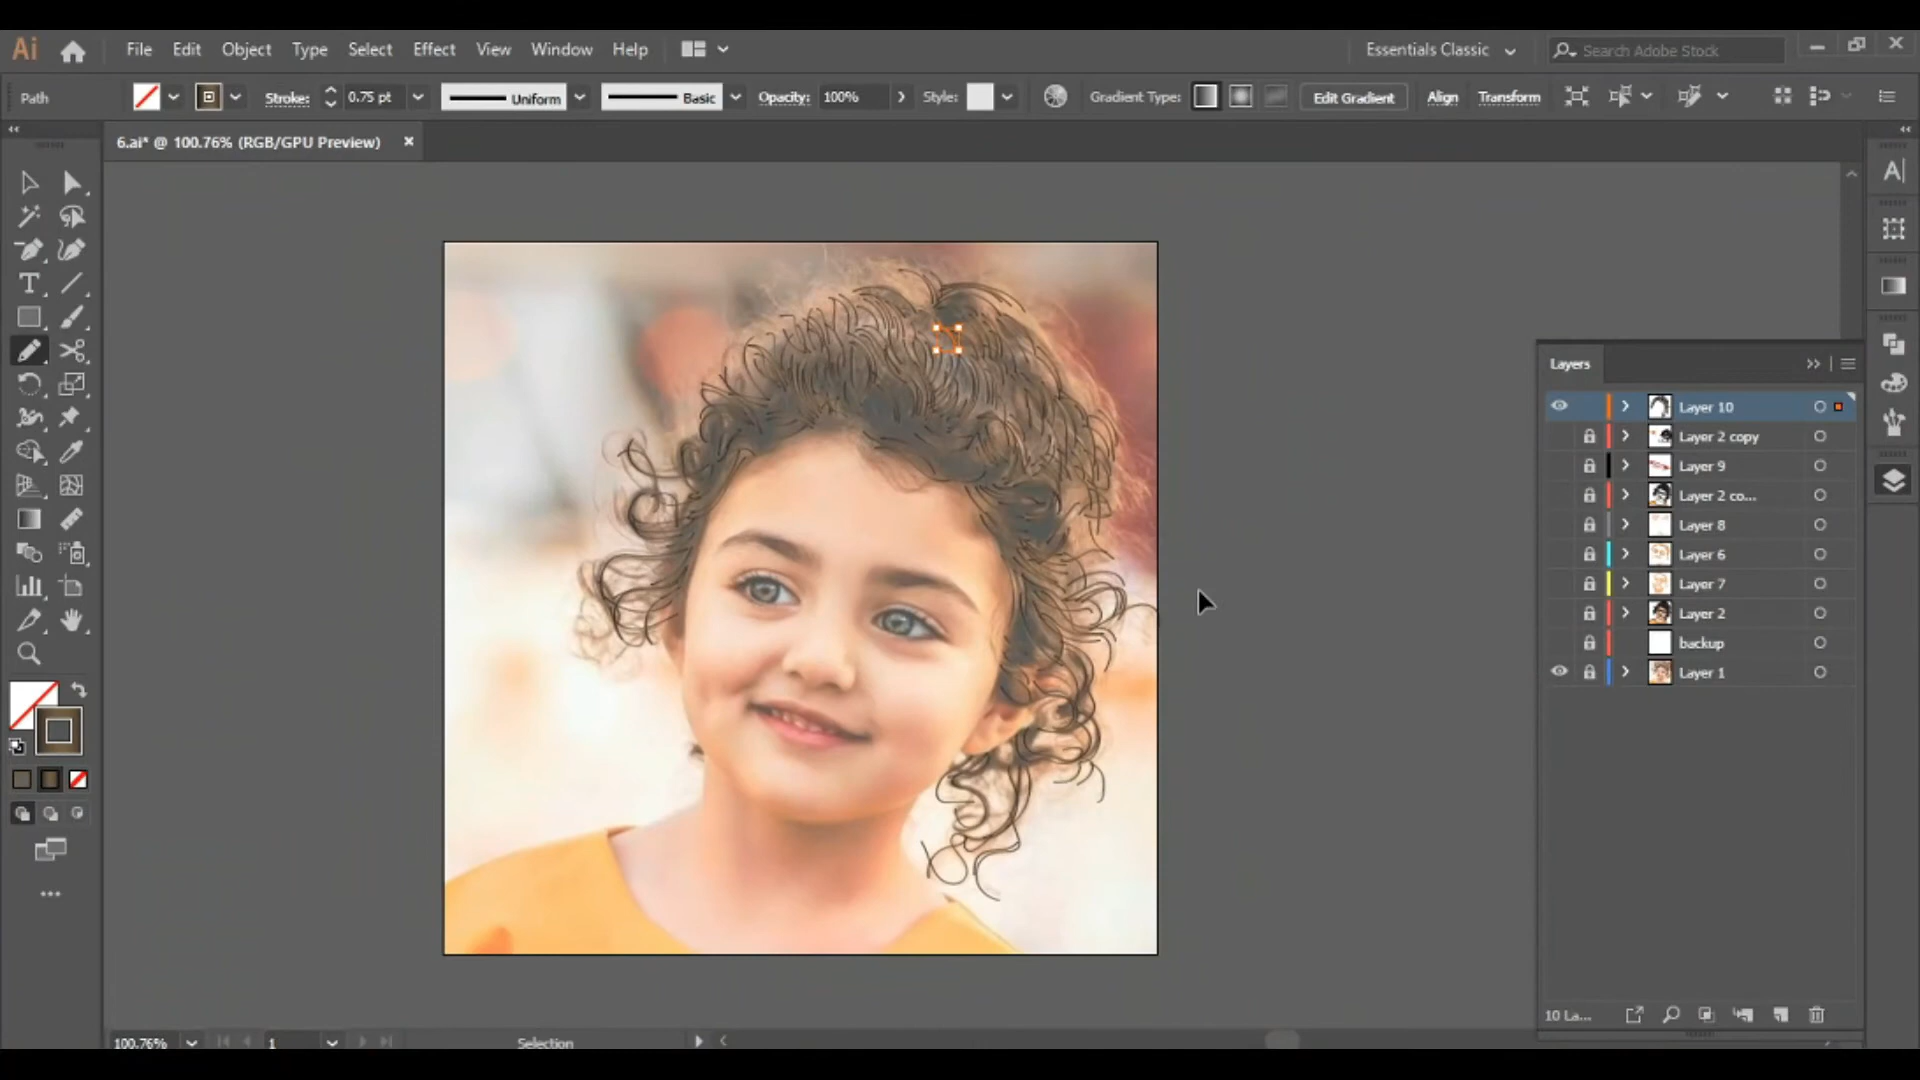 Ai File Edit Object Type Select Effect View Window Help Essentials Classic Search Adobe Stock
Path Stroke: 0.75 pt Uniform Basic Opacity: 100% Style: Gradient Type: Edit Gradient Align Transform
6.ai* @ 100.76% (RGB/GPU Preview) ×
Layers
Layer 10
Layer 2 copy
Layer 9
Layer 2 co...
Layer 8
Layer 6
Layer 7
Layer 2
backup
Layer 1
10 La...
100.76% 1 Selection